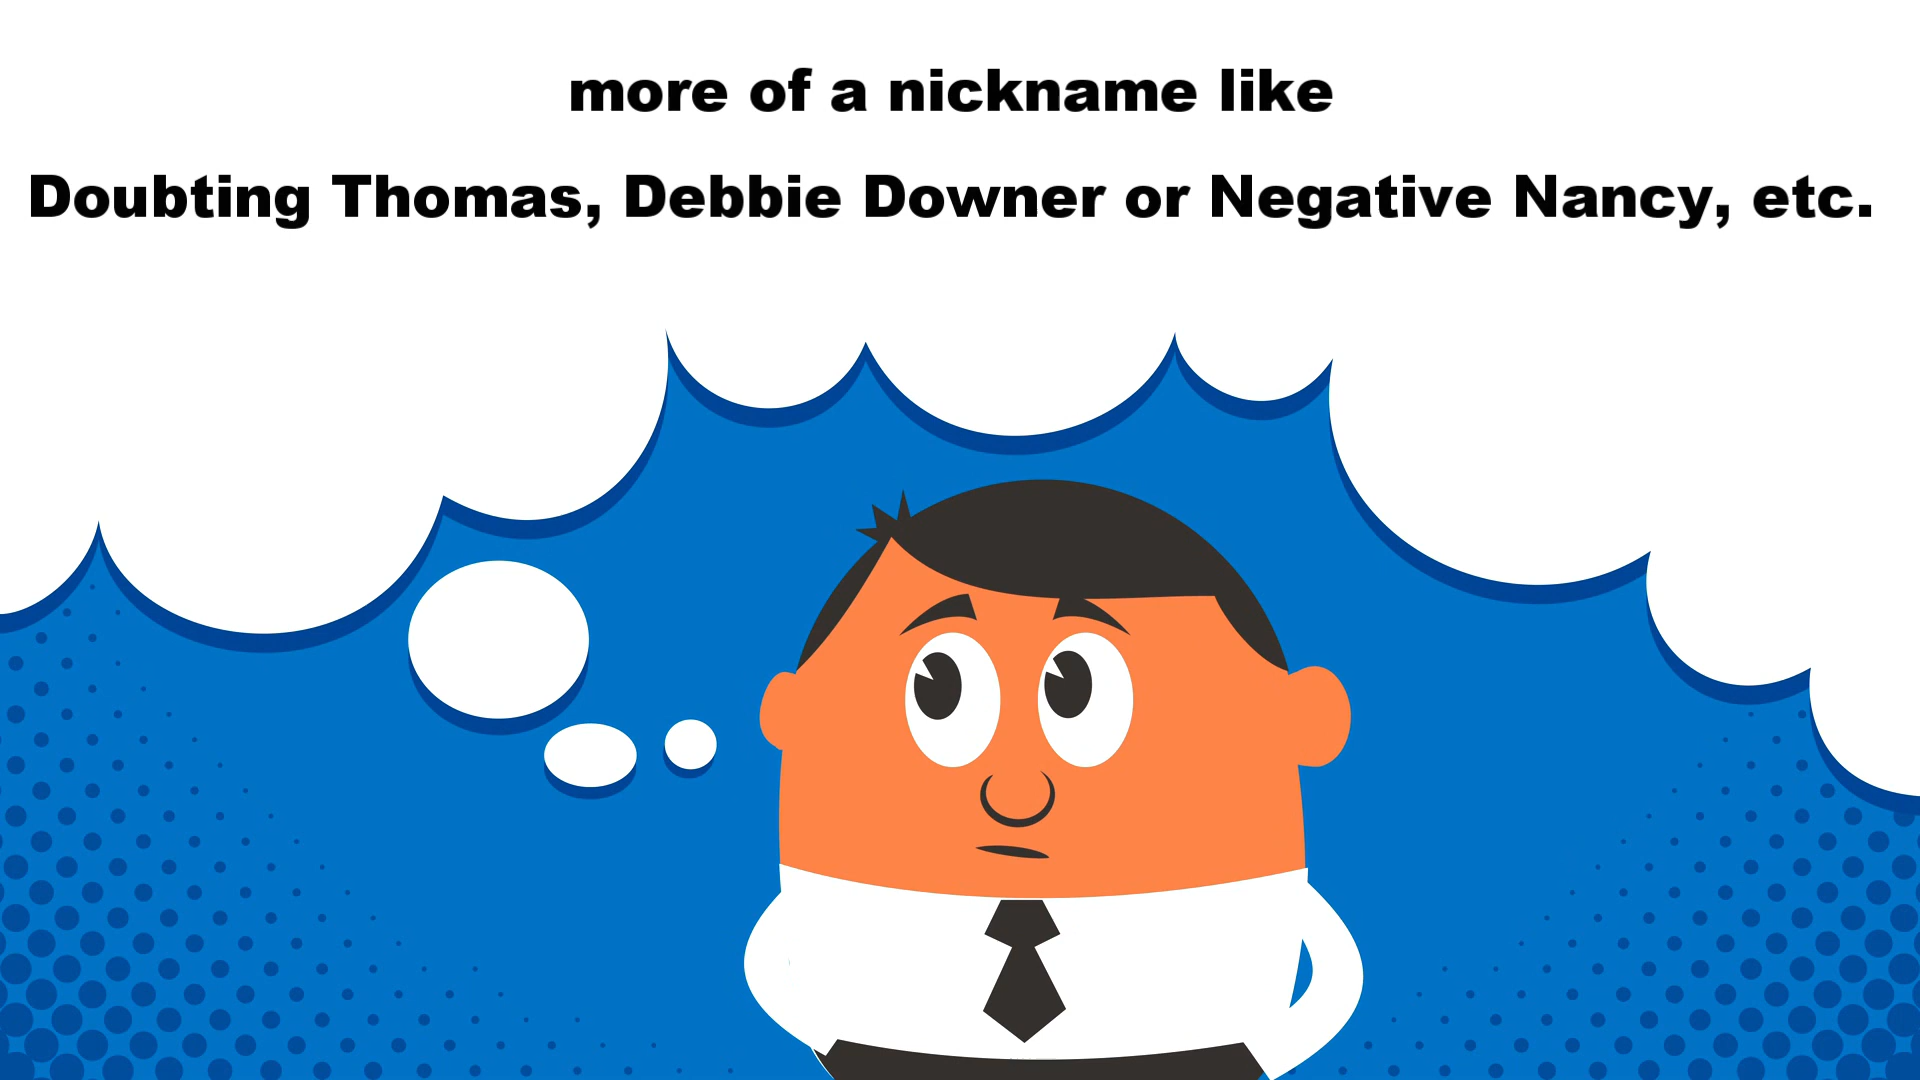 more of a nickname like
Doubting Thomas, Debbie Downer or Negative Nancy, etc.